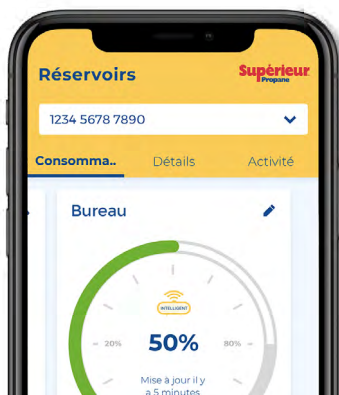 Réservoirs
Supérieur
Propane
1234 5678 7890
Consomma..
Détails
Activité
Bureau
INTELLIGENT
20%
50%
80%
Mise à jour il y
a 5 minutes